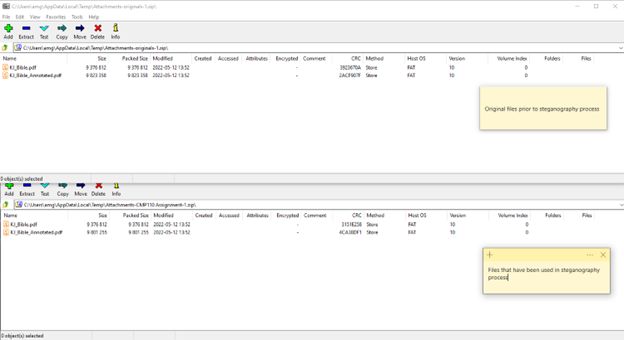 C:\Users\amg\AppData\Local\Temp\Attachments-originals-1.zip\
File Edit View Favorites Tools Help
Add Extract Test Copy Move Delete Info
C:\Users\amg\AppData\Local\Temp\Attachments-originals-1.zip\
Name Size Packed Size Modified Created Accessed Attributes Encrypted Comment CRC Method Host OS Version Volume Index Folders Files
KJ_Bible.pdf 9 376 812 9 376 812 2022-05-12 13:52 - 3923670A Store FAT 10 0
KJ_Bible_Annotated.pdf 9 823 358 9 823 358 2022-05-12 13:52 - 2ACF907F Store FAT 10 0
Original files prior to steganography process
0 object(s) selected
Add Extract Test Copy Move Delete Info
C:\Users\amg\AppData\Local\Temp\Attachments-CMP110 Assignment-1.zip\
Name Size Packed Size Modified Created Accessed Attributes Encrypted Comment CRC Method Host OS Version Volume Index Folders Files
KJ_Bible.pdf 9 376 812 9 376 812 2022-05-12 13:52 - 3151B258 Store FAT 10 0
KJ_Bible_Annotated.pdf 9 801 255 9 801 255 2022-05-12 13:52 - Store FAT 10 0
Files that have been used in steganography
process
0 object(s) selected